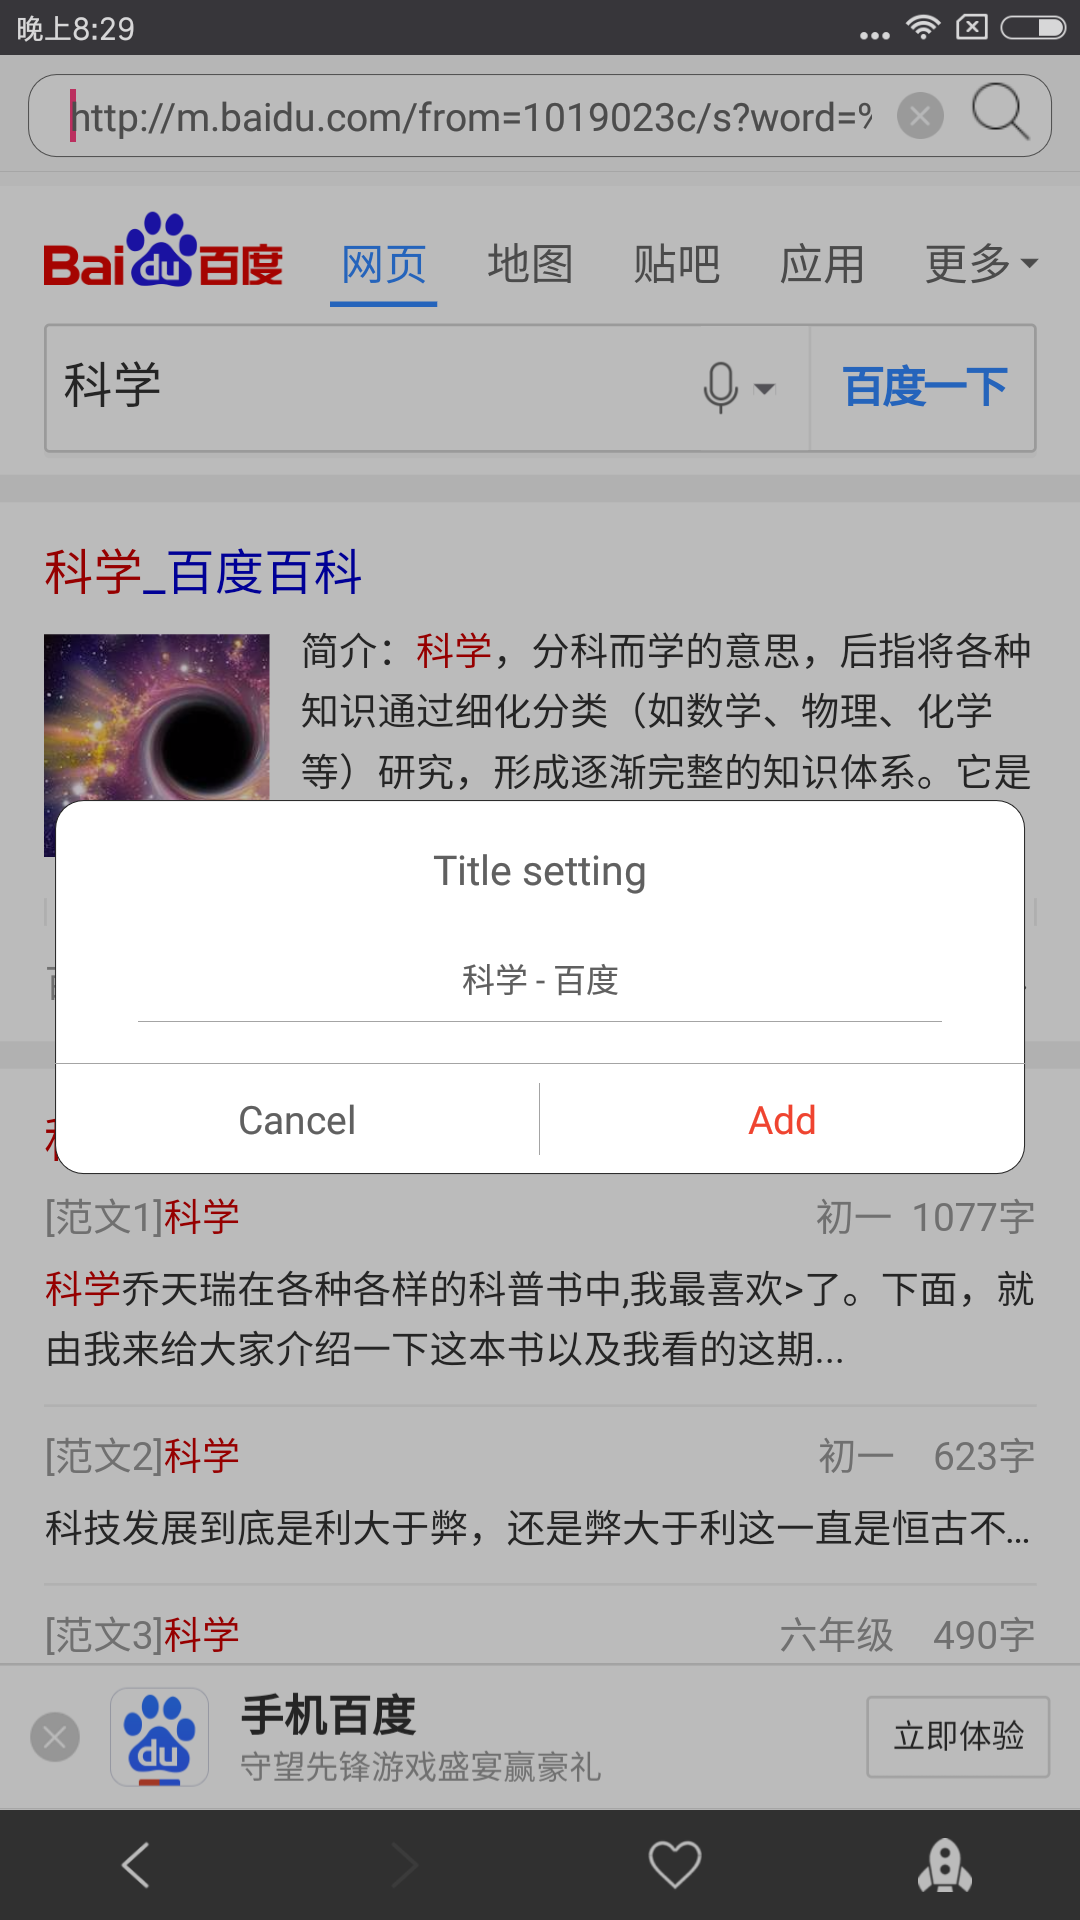 晚上8:29
http://m.baidu.com/from=1019023c/s?word=%
Bai du 百度
网页 地图 贴吧 应用 更多
科学 百度一下
科学_百度百科
简介：科学，分科而学的意思，后指将各种
知识通过细化分类（如数学、物理、化学
等）研究，形成逐渐完整的知识体系。它是
Title setting
科学 - 百度
Cancel Add
[范文1]科学 初一 1077字
科学乔天瑞在各种各样的科普书中,我最喜欢>了。下面，就
由我来给大家介绍一下这本书以及我看的这期...
[范文2]科学 初一 623字
科技发展到底是利大于弊，还是弊大于利这一直是恒古不...
[范文3]科学 六年级 490字
du
手机百度
守望先锋游戏盛宴赢豪礼
立即体验